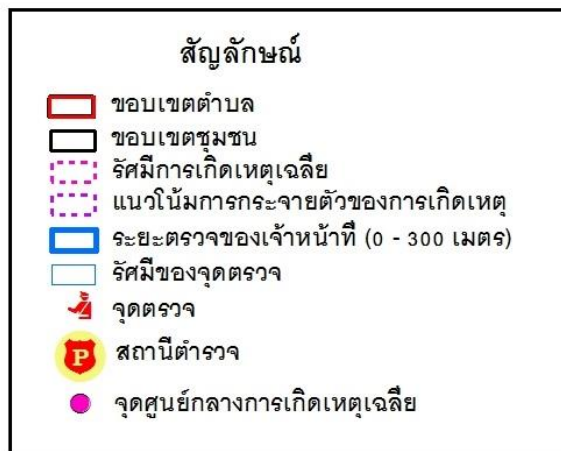 สัญลักษณ์
ขอบเขตตำบล
ขอบเขตชุมชน
รัศมีการเกิดเหตุเฉลี่ย
แนวโน้มการกระจายตัวของการเกิดเหตุ
ระยะตรวจของเจ้าหน้าที่ (0 - 300 เมตร)
รัศมีของจุดตรวจ
จุดตรวจ
P สถานีตำรวจ
จุดศูนย์กลางการเกิดเหตุเฉลี่ย